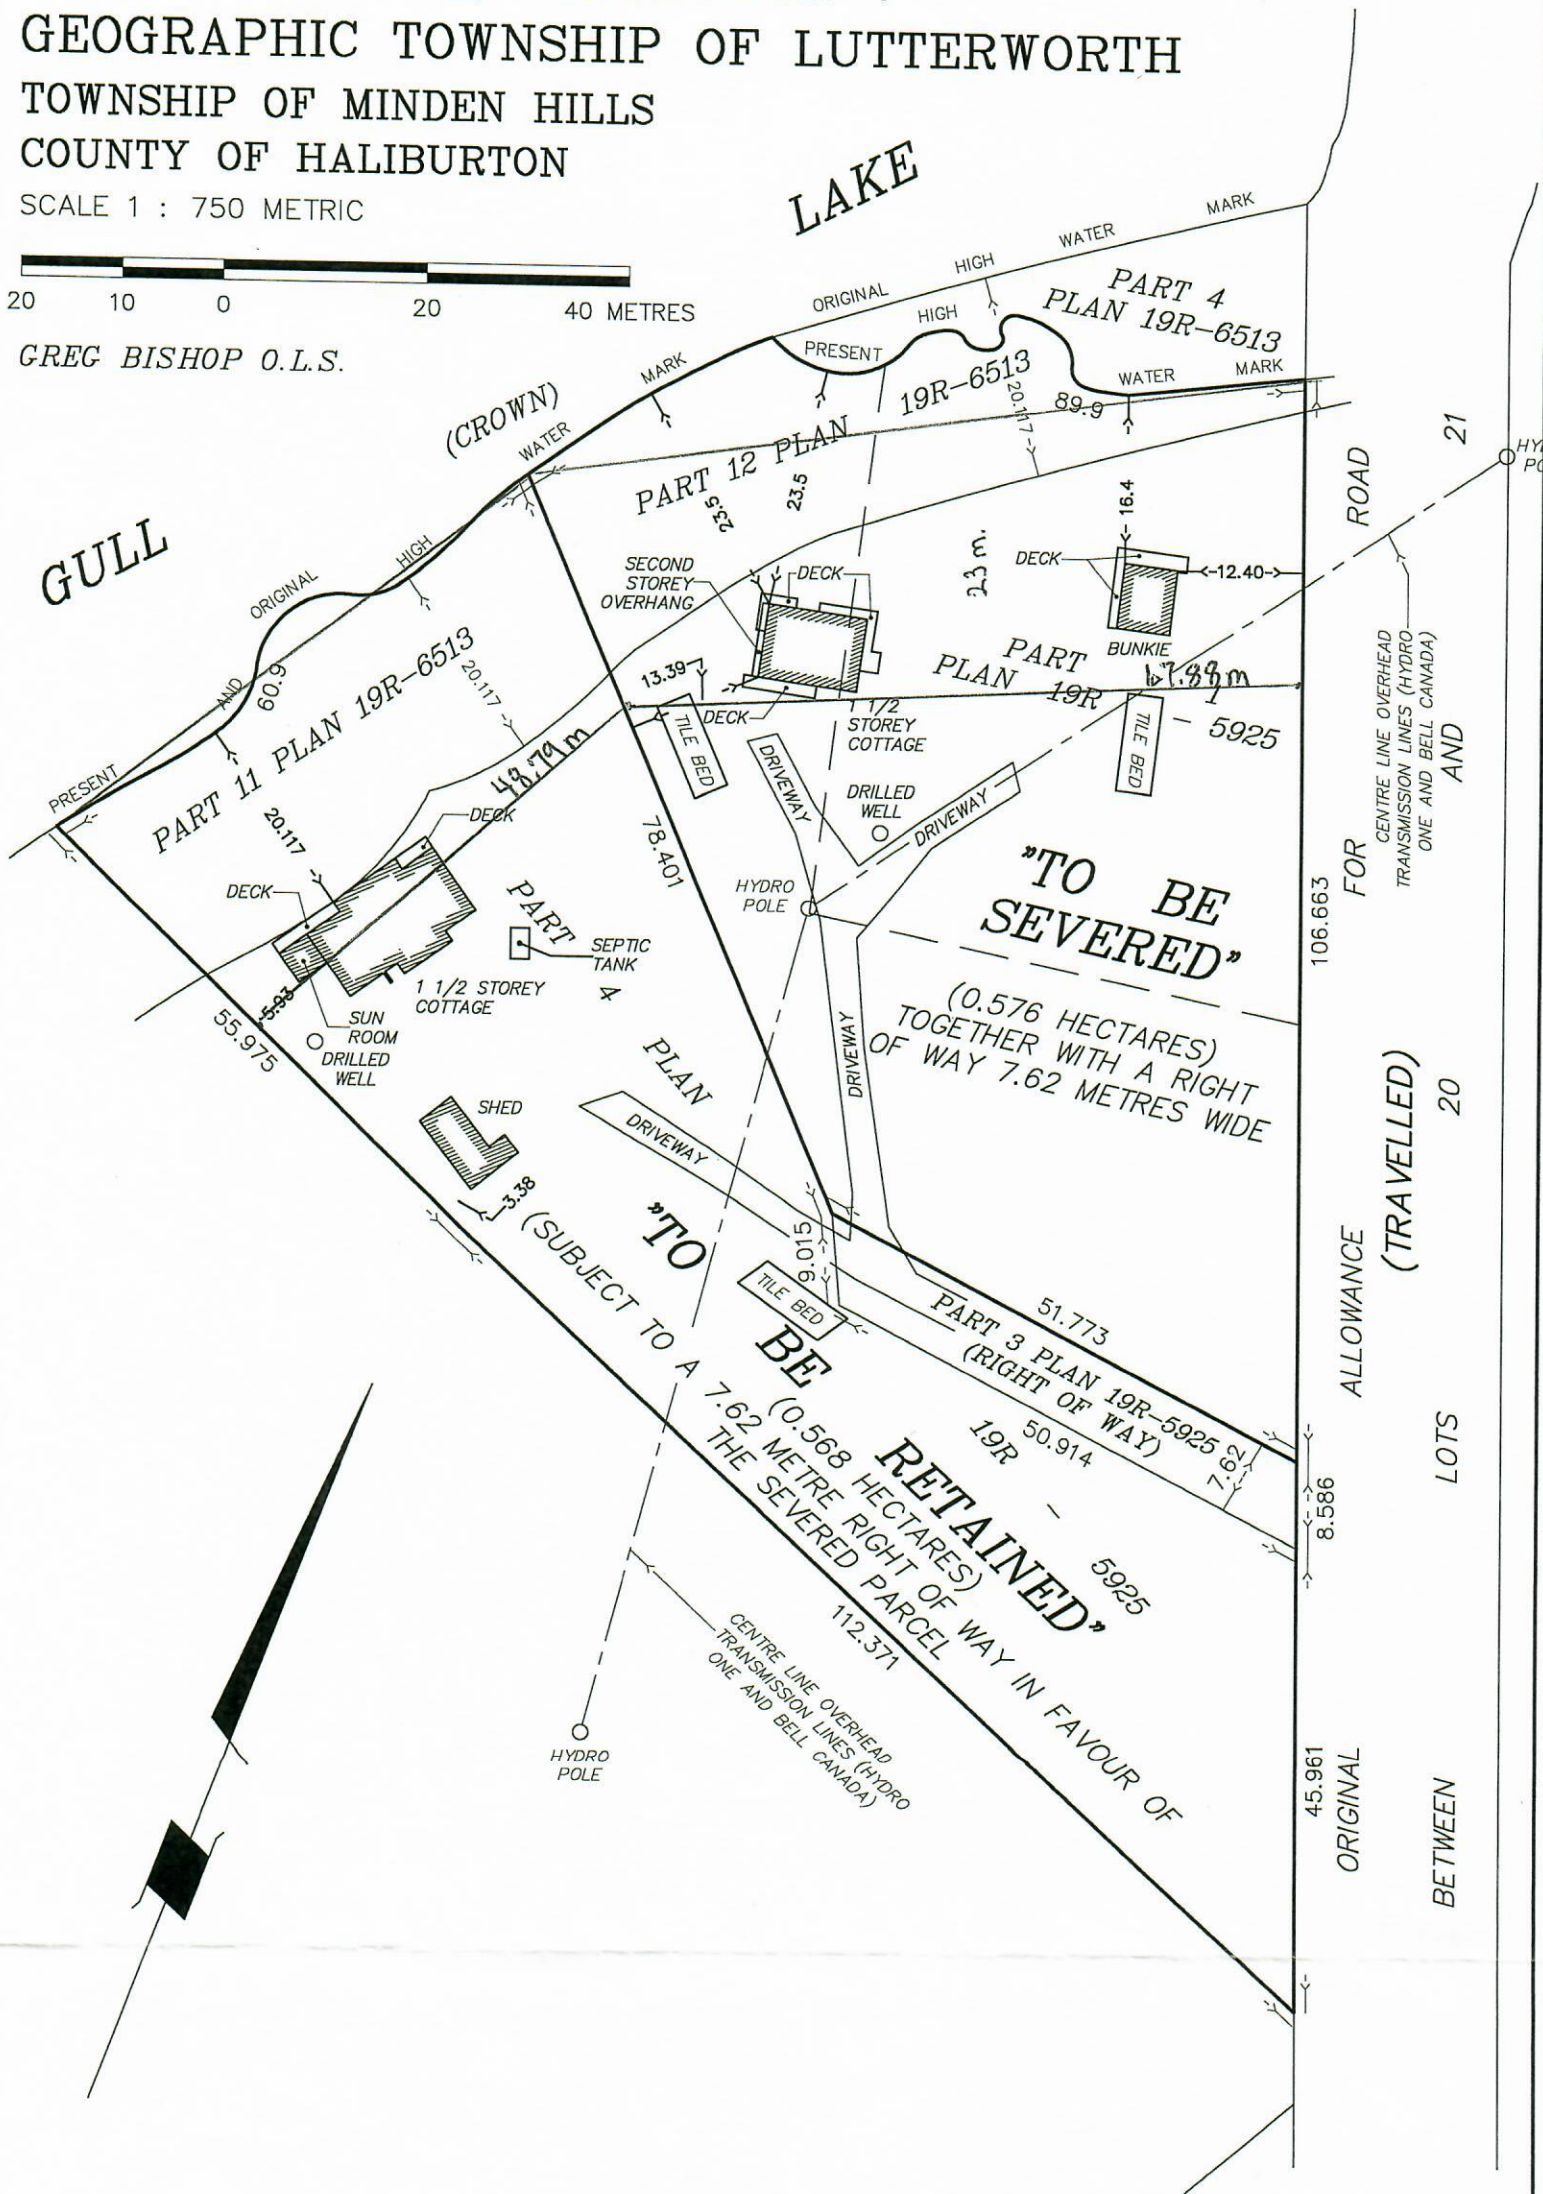 GEOGRAPHIC TOWNSHIP OF LUTTERWORTH
TOWNSHIP OF MINDEN HILLS
COUNTY OF HALIBURTON
SCALE 1 : 750 METRIC
20 10 0 20 40 METRES
GREG BISHOP O.L.S.
GULL
LAKE
(CROWN)
PRESENT
AND
ORIGINAL
HIGH
WATER
MARK
ORIGINAL
HIGH
WATER
MARK
PRESENT
HIGH
WATER
MARK
PART 4
PLAN 19R-6513
PART 12 PLAN
19R-6513
20.117
89.9
23.5
23.5
23 m.
16.4
DECK
12.40
BUNKIE
SECOND
STOREY
OVERHANG
DECK
13.39
DECK
1 1/2
STOREY
COTTAGE
PART
PLAN 19R
1
- 5925
TILE BED
TILE BED
DRIVEWAY
DRILLED
WELL
DRIVEWAY
HYDRO
POLE
"TO BE
SEVERED"
(0.576 HECTARES)
TOGETHER WITH A RIGHT
OF WAY 7.62 METRES WIDE
DRIVEWAY
78.401
106.663
60.9
PART 11 PLAN 19R-6513
20.117
20.117
48.79 m
DECK
DECK
5.93
55.975
SUN
ROOM
1 1/2 STOREY
COTTAGE
DRILLED
WELL
SEPTIC
TANK
PART
4
PLAN
19R
-
5925
SHED
3.38
DRIVEWAY
9.015
TILE BED
"TO
BE
RETAINED"
(0.568 HECTARES)
(SUBJECT TO A 7.62 METRE RIGHT OF WAY IN FAVOUR OF
THE SEVERED PARCEL
51.773
PART 3 PLAN 19R-5925
(RIGHT OF WAY)
50.914
7.62
8.586
112.371
45.961
CENTRE LINE OVERHEAD
TRANSMISSION LINES (HYDRO
ONE AND BELL CANADA)
HYDRO
POLE
CENTRE LINE OVERHEAD
TRANSMISSION LINES (HYDRO
ONE AND BELL CANADA)
ORIGINAL ALLOWANCE FOR ROAD
(TRAVELLED)
BETWEEN LOTS 20 AND 21